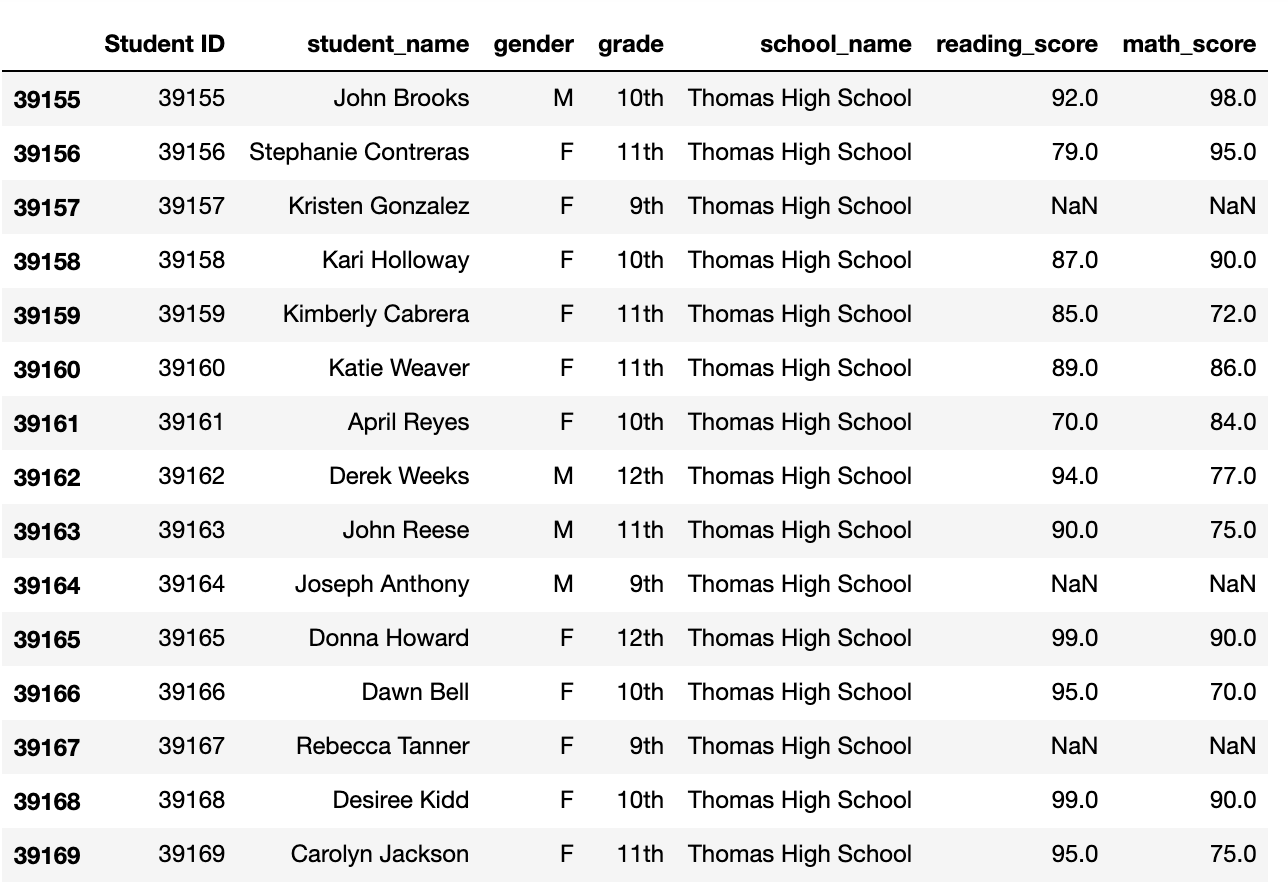 Student ID student_name gender grade school_name reading_score math_score
39155 39155 John Brooks M 10th Thomas High School 92.0 98.0
39156 39156 Stephanie Contreras F 11th Thomas High School 79.0 95.0
39157 39157 Kristen Gonzalez F 9th Thomas High School NaN NaN
39158 39158 Kari Holloway F 10th Thomas High School 87.0 90.0
39159 39159 Kimberly Cabrera F 11th Thomas High School 85.0 72.0
39160 39160 Katie Weaver F 11th Thomas High School 89.0 86.0
39161 39161 April Reyes F 10th Thomas High School 70.0 84.0
39162 39162 Derek Weeks M 12th Thomas High School 94.0 77.0
39163 39163 John Reese M 11th Thomas High School 90.0 75.0
39164 39164 Joseph Anthony M 9th Thomas High School NaN NaN
39165 39165 Donna Howard F 12th Thomas High School 99.0 90.0
39166 39166 Dawn Bell F 10th Thomas High School 95.0 70.0
39167 39167 Rebecca Tanner F 9th Thomas High School NaN NaN
39168 39168 Desiree Kidd F 10th Thomas High School 99.0 90.0
39169 39169 Carolyn Jackson F 11th Thomas High School 95.0 75.0